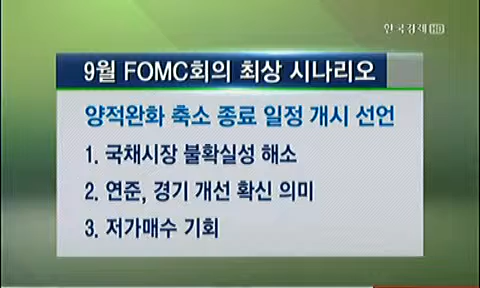 한국경제 HD
9월 FOMC회의 최상 시나리오
양적완화 축소 종료 일정 개시 선언
1. 국채시장 불확실성 해소
2. 연준, 경기 개선 확신 의미
3. 저가매수 기회